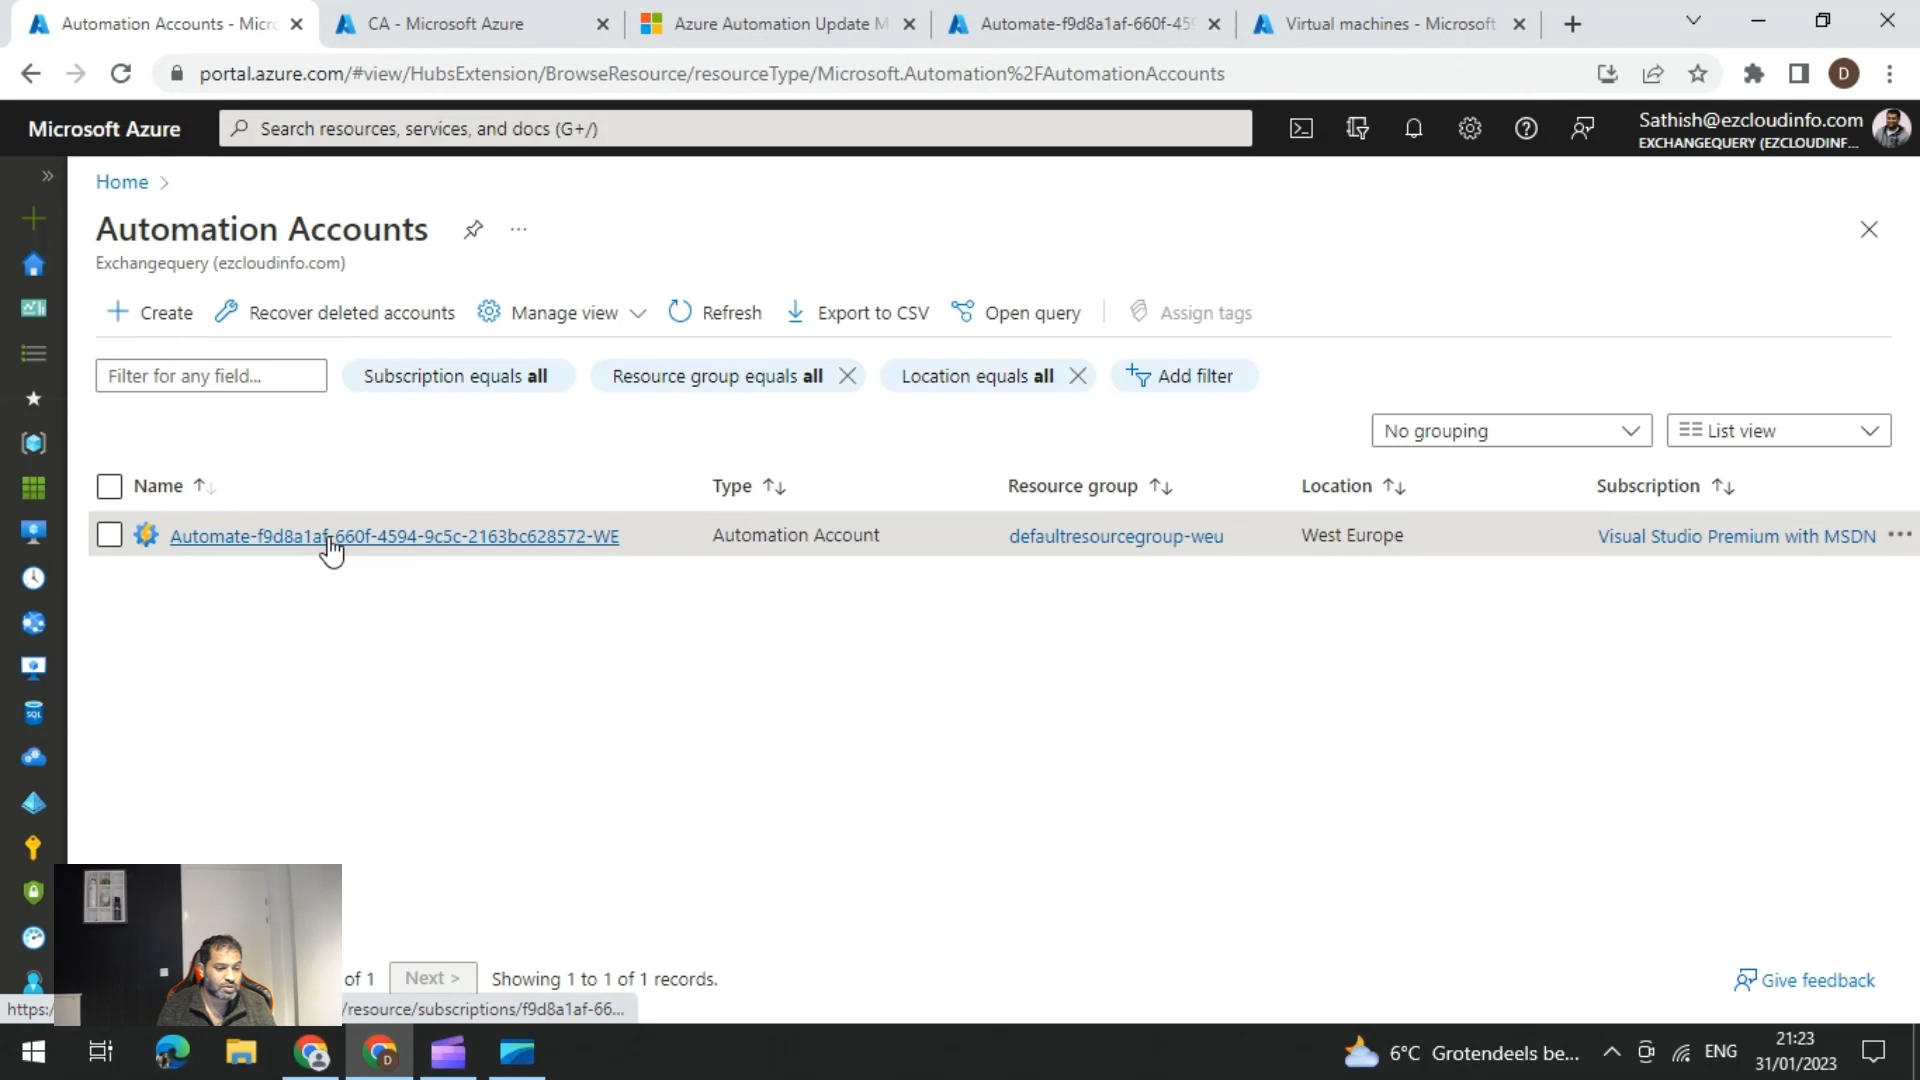 Automation Accounts - Micro
CA - Microsoft Azure
Azure Automation Update M
Automate-f9d8a1af-660f-459
Virtual machines - Microsoft
portal.azure.com/#view/HubsExtension/BrowseResource/resourceType/Microsoft.Automation%2FAutomationAccounts
D
Microsoft Azure
Search resources, services, and docs (G+/)
Sathish@ezcloudinfo.com
EXCHANGEQUERY (EZCLOUDINF...
Home
Automation Accounts
Exchangequery (ezcloudinfo.com)
Create
Recover deleted accounts
Manage view
Refresh
Export to CSV
Open query
Assign tags
Filter for any field...
Subscription equals all
Resource group equals all
Location equals all
Add filter
No grouping
List view
Name
Type
Resource group
Location
Subscription
Automate-f9d8a1af-660f-4594-9c5c-2163bc628572-WE
Automation Account
defaultresourcegroup-weu
West Europe
Visual Studio Premium with MSDN
SQL
of 1
Next >
Showing 1 to 1 of 1 records.
Give feedback
https:/
/resource/subscriptions/f9d8a1af-66...
D
6°C Grotendeels be...
ENG
21:23
31/01/2023